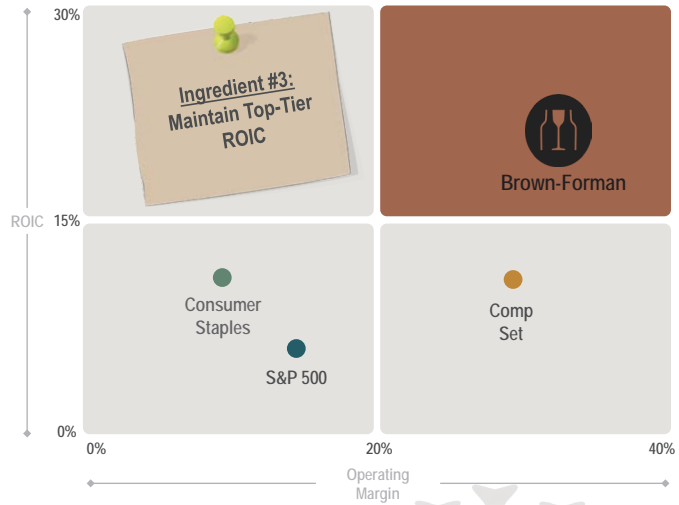 30%
Ingredient #3:
Maintain Top-Tier
ROIC
Brown-Forman
ROIC
15%
Consumer
Staples
S&P 500
Comp
Set
0%
0%
20%
40%
Operating
Margin